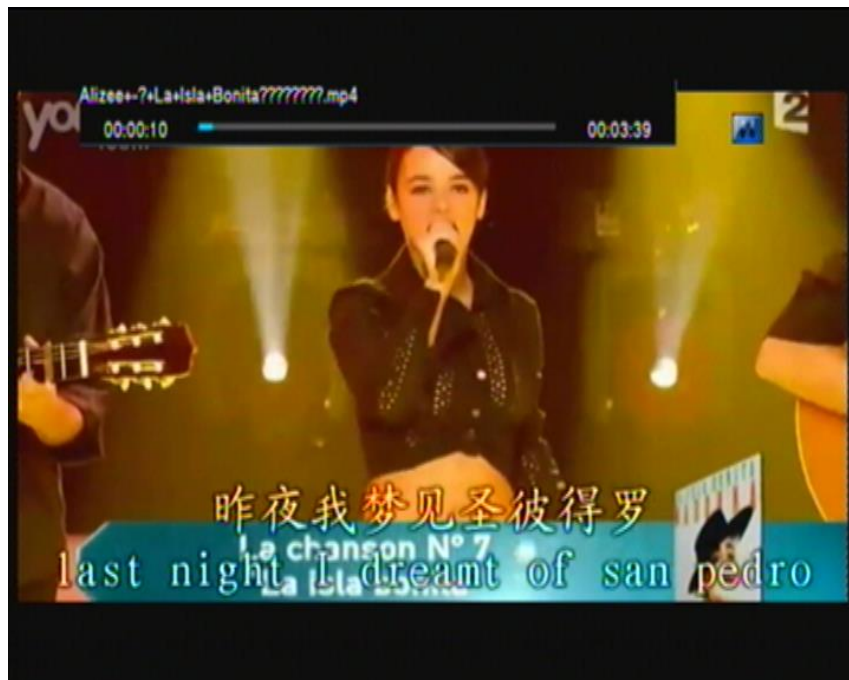 Alizee+-?+La+Isla+Bonita????????.mp4
00:00:10
00:03:39
2
昨夜我梦见圣彼得罗
La chanson N° 7
La Isla Bonita
last night I dreamt of san pedro